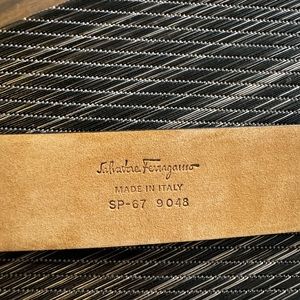 Salvatore Ferragamo
MADE IN ITALY
SP-67 9048